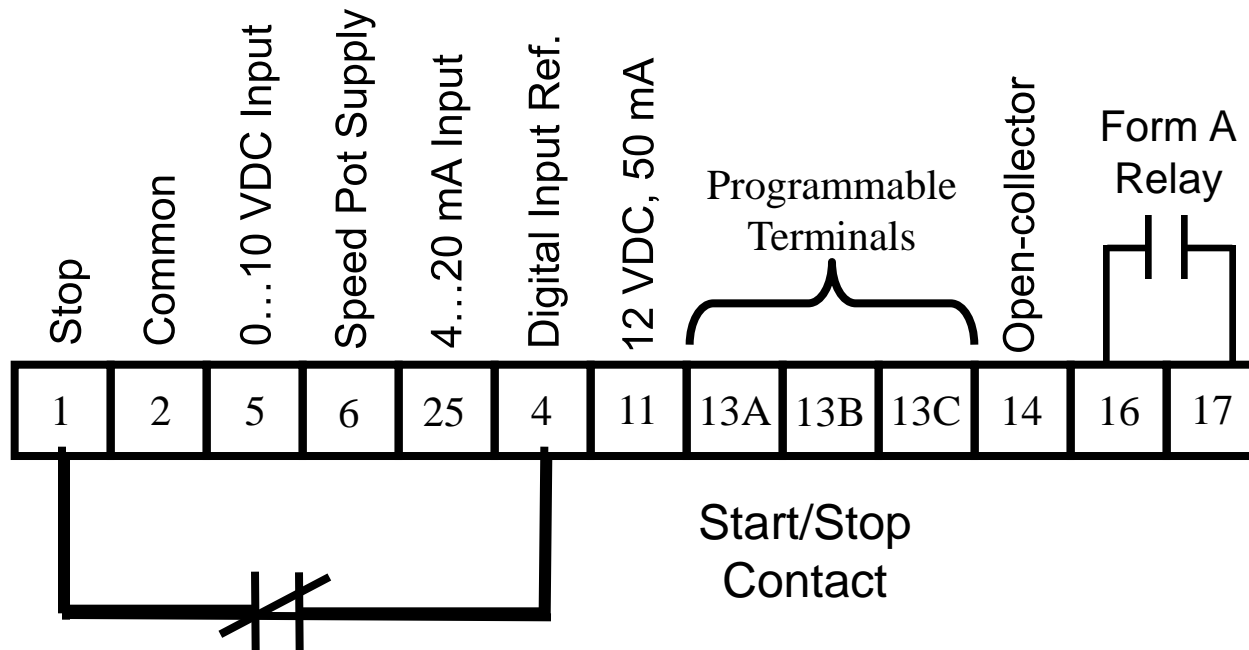 Stop
Common
0…10 VDC Input
Speed Pot Supply
4…20 mA Input
Digital Input Ref.
12 VDC, 50 mA
Programmable
Terminals
Open-collector
Form A
Relay
1 2 5 6 25 4 11 13A 13B 13C 14 16 17
Start/Stop
Contact